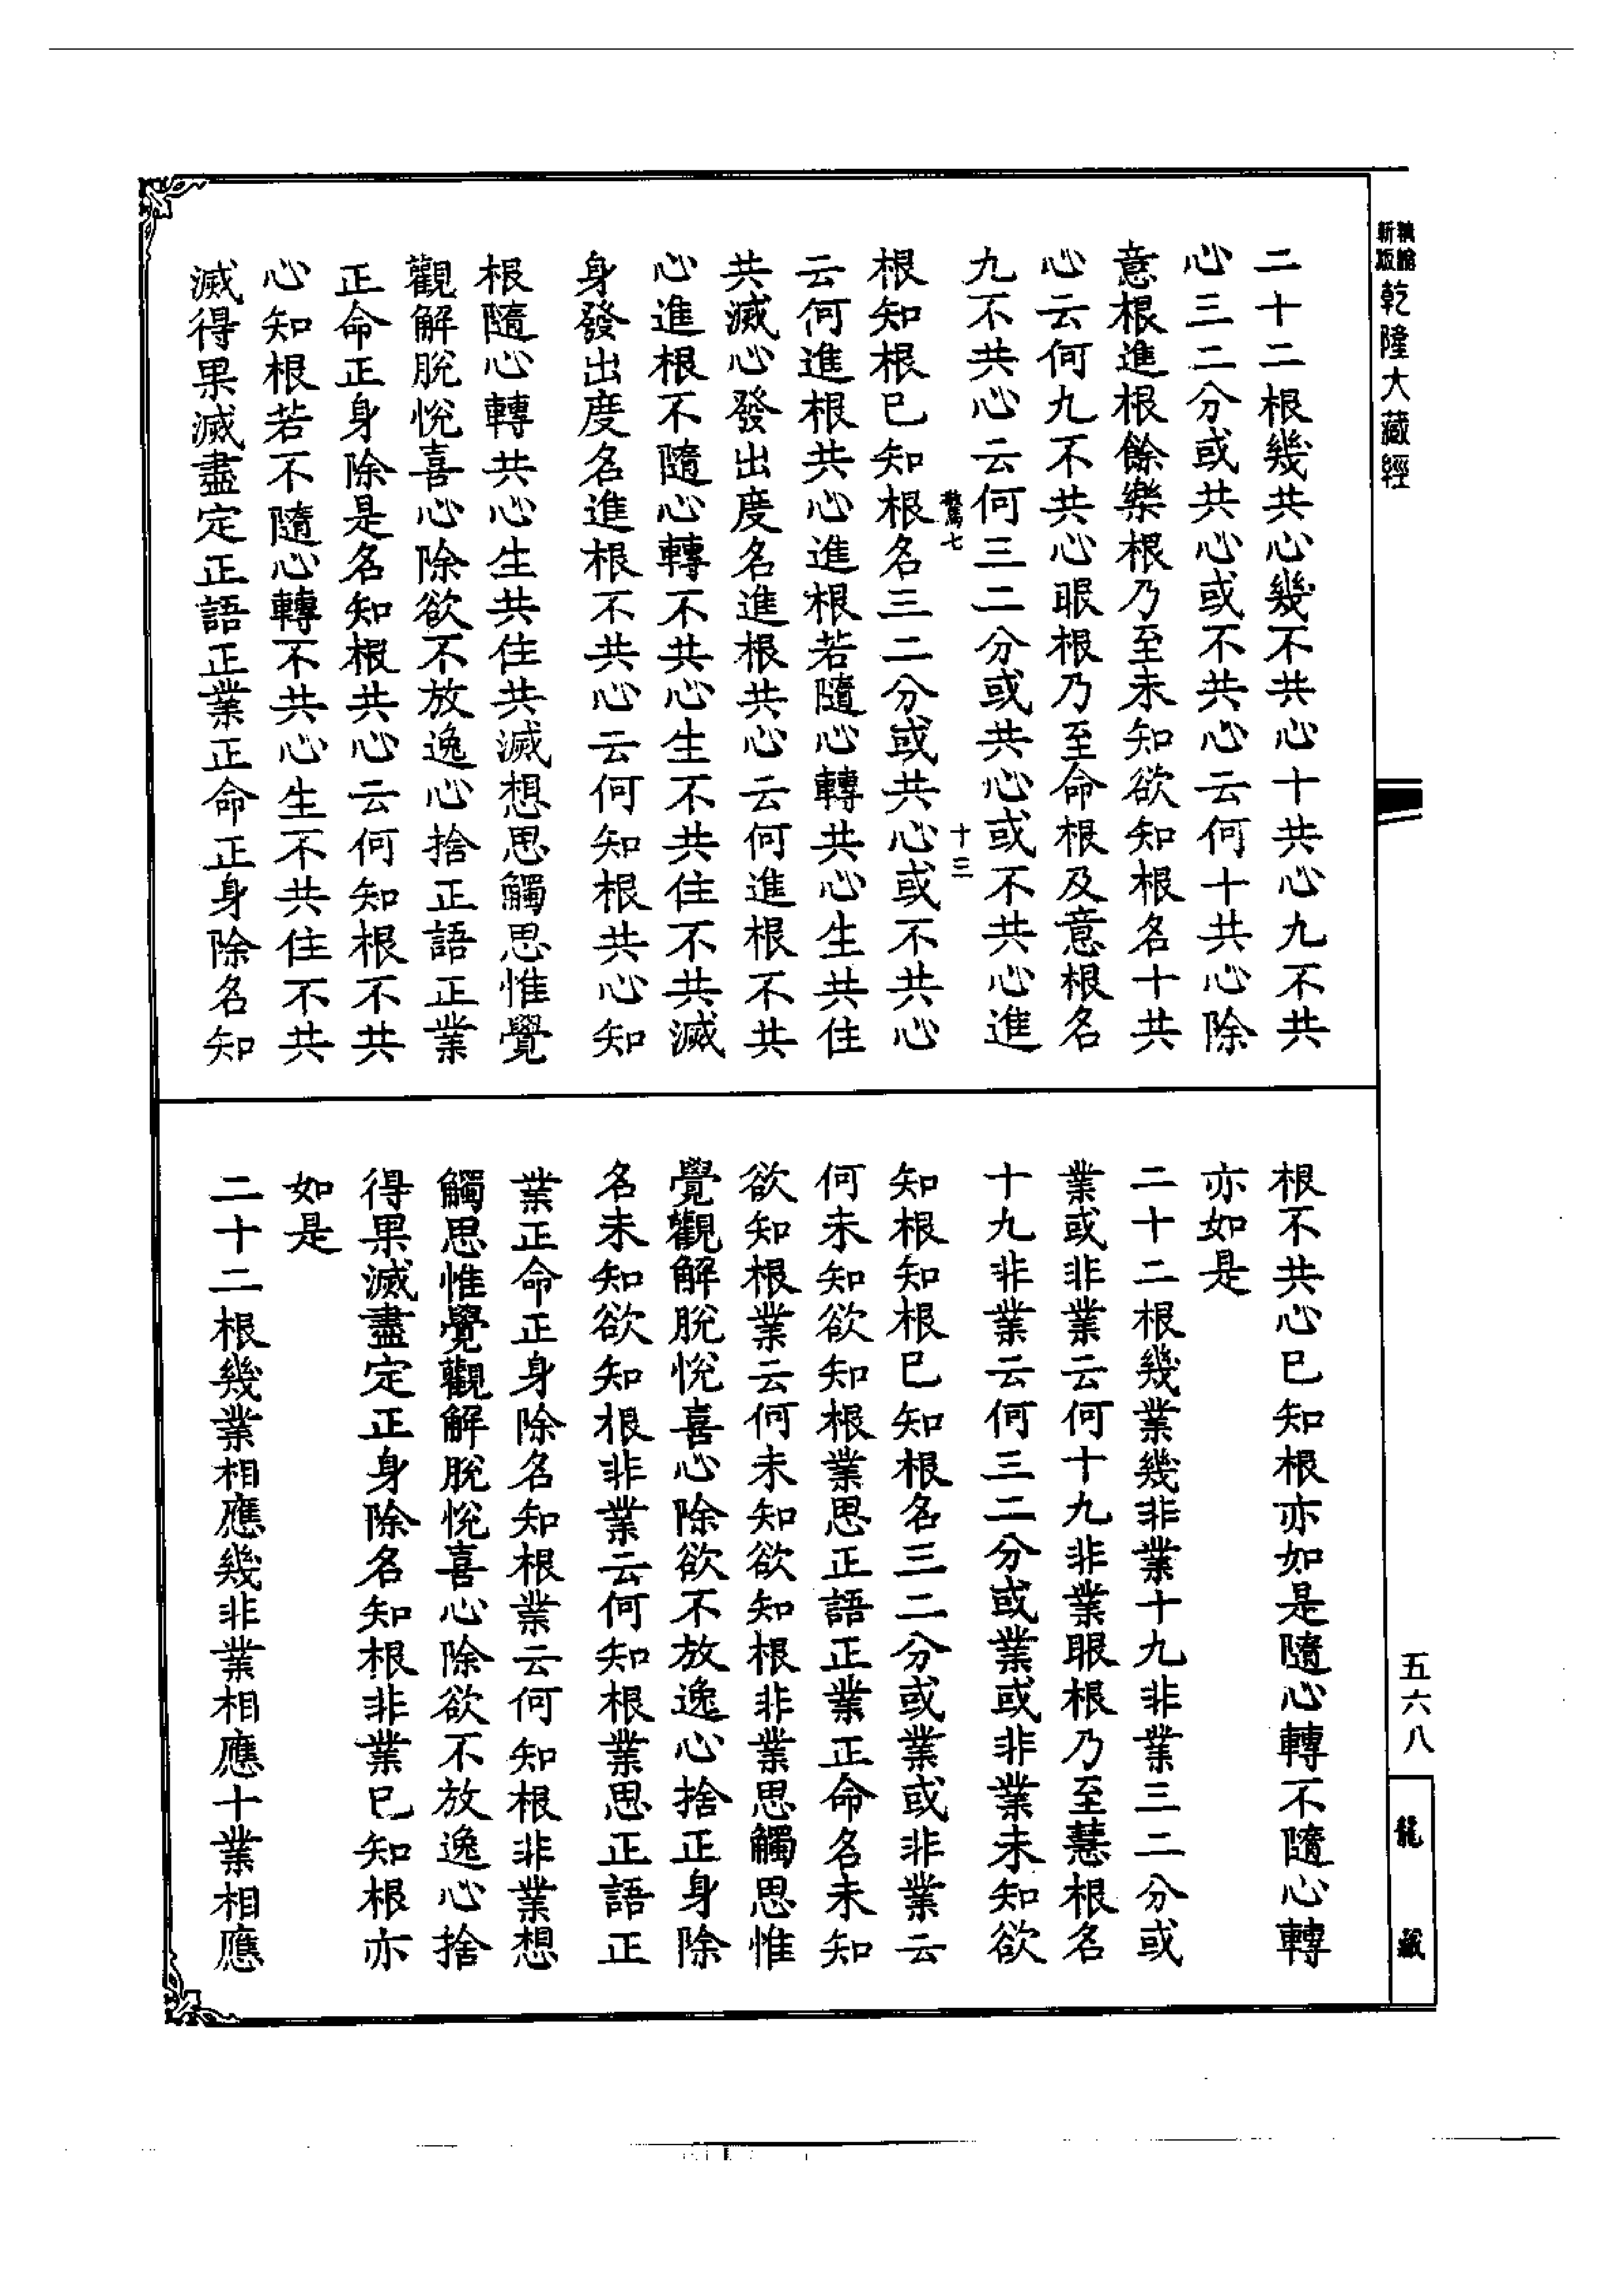 新版
乾隆大藏經
二十二根幾共心幾不共心十共心九不共
心三二分或共心或不共心云何十共心除
意根進根餘樂根乃至未知欲知根名十共
心云何九不共心眼根乃至命根及意根名
九不共心云何三二分或共心或不共心進
十三
根知根已知根名三二分或共心或不共心
云何進根共心進根若隨心轉共心生共住
共滅心發出度名進根共心云何進根不共
心進根不隨心轉不共心生不共住不共滅
身發出度名進根不共心云何知根共心知
根隨心轉共心生共住共滅想思觸思惟覺
觀解脫悅喜心除欲不放逸心捨正語正業
正命正身除是名知根共心云何知根不共
心知根若不隨心轉不共心生不共住不共
滅得果滅盡定正語正業正命正身除名知
根不共心已知根亦如是隨心轉不隨心轉
亦如是
二十二根幾業幾非業十九非業三二分或
業或非業云何十九非業眼根乃至慧根名
十九非業云何三二分或業或非業未知欲
知根知根已知根名三二分或業或非業云
何未知欲知根業思正語正業正命名未知
欲知根業云何未知欲知根非業思觸思惟
覺觀解脫悅喜心除欲不放逸心捨正身除
名未知欲知根非業云何知根業思正語正
業正命正身除名知根業云何知根非業想
觸思惟覺觀解脫悅喜心除欲不放逸心捨
得果滅盡定正身除名知根非業已知根亦
如是
二十二根幾業相應幾非業相應十業相應
五六八
龍藏